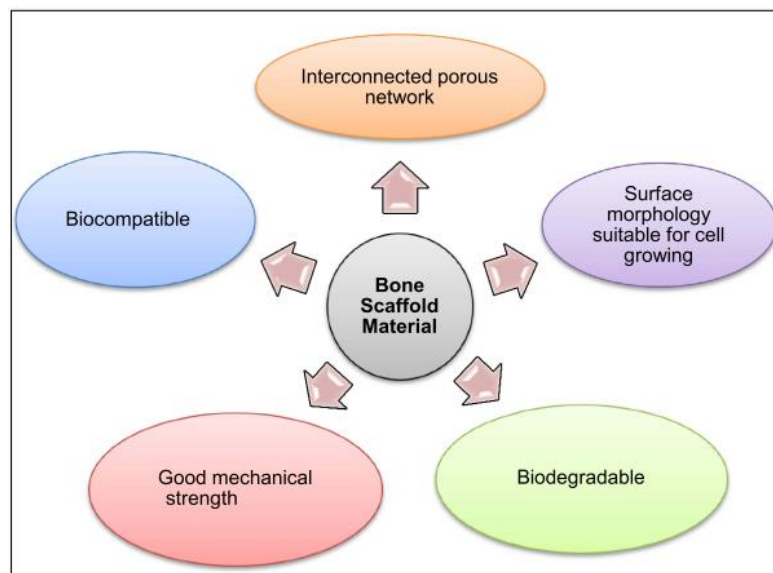 Interconnected porous
network
Biocompatible
Surface
morphology
suitable for cell
growing
Bone
Scaffold
Material
Good mechanical
strength
Biodegradable